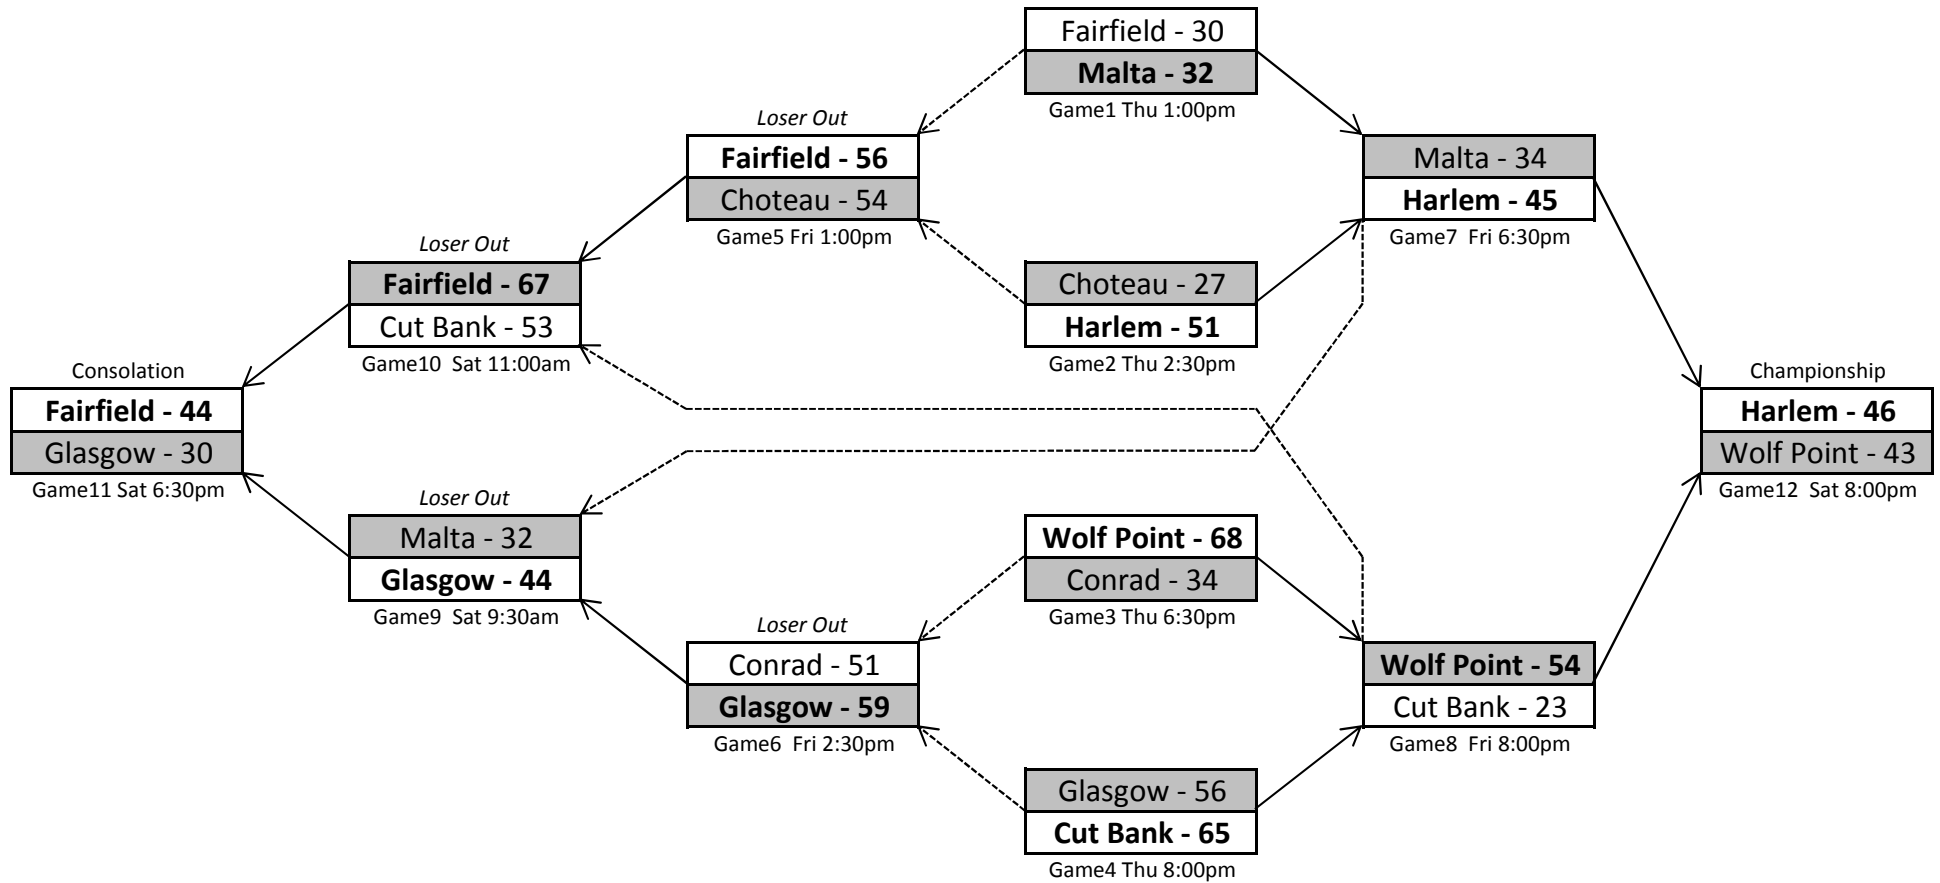 Fairfield - 30
Malta - 32
Game1 Thu 1:00pm
Loser Out
Fairfield - 56
Choteau - 54
Game5 Fri 1:00pm
Malta - 34
Harlem - 45
Game7  Fri 6:30pm
Loser Out
Fairfield - 67
Cut Bank - 53
Game10  Sat 11:00am
Choteau - 27
Harlem - 51
Game2 Thu 2:30pm
Consolation
Fairfield - 44
Glasgow - 30
Game11 Sat 6:30pm
Championship
Harlem - 46
Wolf Point - 43
Game12  Sat 8:00pm
Loser Out
Malta - 32
Glasgow - 44
Game9  Sat 9:30am
Wolf Point - 68
Conrad - 34
Game3 Thu 6:30pm
Loser Out
Conrad - 51
Glasgow - 59
Game6  Fri 2:30pm
Wolf Point - 54
Cut Bank - 23
Game8  Fri 8:00pm
Glasgow - 56
Cut Bank - 65
Game4 Thu 8:00pm